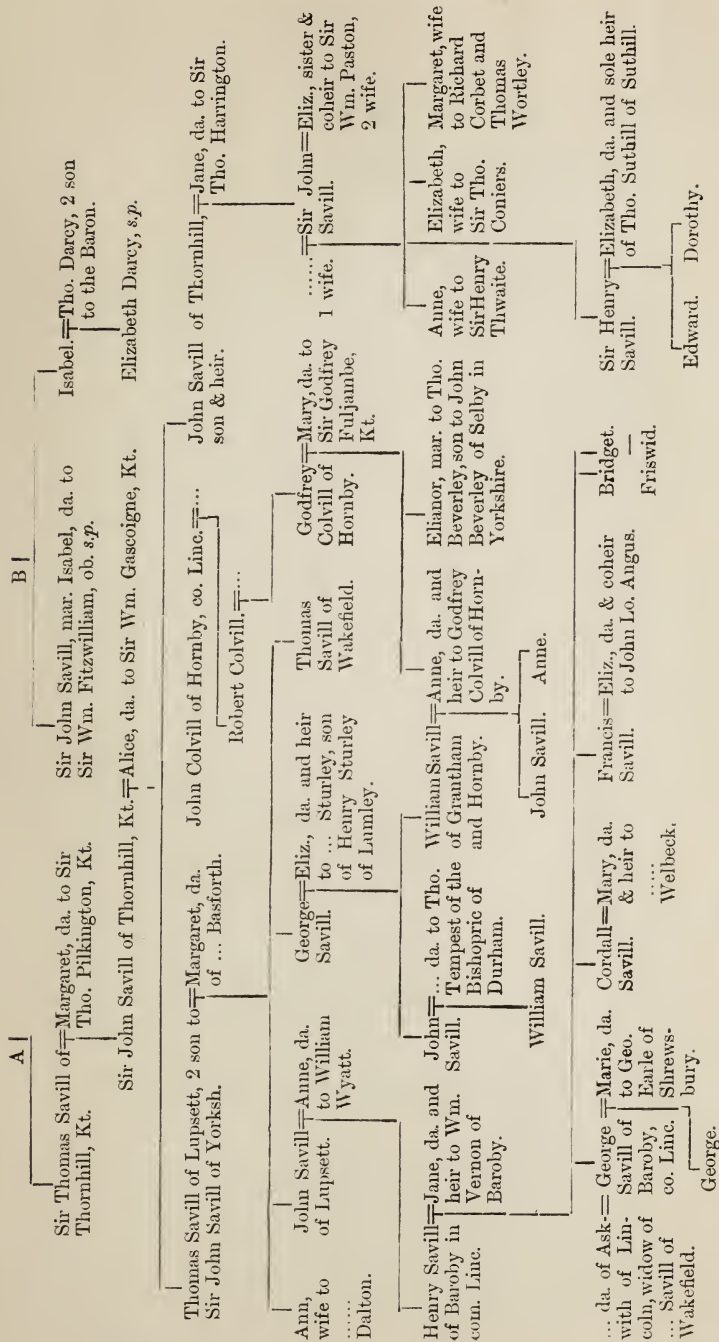 A
B
Sir Thomas Savill of=Margaret, da. to Sir
Thornhill, Kt.
Tho. Pilkington, Kt.
Sir John Savill, mar. Isabel, da. to
Sir Wm. Fitzwilliam, ob. s.p.
Isabel.=Tho. Darcy, 2 son
to the Baron.
Sir John Savill of Thornhill, Kt.=Alice, da. to Sir Wm. Gascoigne, Kt.
Elizabeth Darcy, s.p.
Thomas Savill of Lupsett, 2 son to=Margaret, da.
Sir John Savill of Yorksh.
of ... Basforth.
John Colvill of Hornby, co. Linc.=...
John Savill of Thornhill,=Jane, da. to Sir
son & heir.
Tho. Harrington.
Robert Colvill.=...
Ann,
wife to
......
Dalton.
John Savill=Anne, da.
of Lupsett.
to William
Wyatt.
George=Eliz., da. and heir
Savill.
to ... Sturley, son
of Henry Sturley
of Lumley.
Thomas
Savill of
Wakefield.
Godfrey=Mary, da. to
Colvill of
Sir Godfrey
Hornby.
Fuljambe,
Kt.
......=Sir John=Eliz., sister &
1 wife.
Savill.
coheir to Sir
Wm. Paston,
2 wife.
Henry Savill=Jane, da. and
of Baroby in
heir to Wm.
com. Linc.
Vernon of
Baroby.
John=... da. to Tho.
Savill.
Tempest of the
Bishopric of
Durham.
William Savill=Anne, da. and
of Grantham
heir to Godfrey
and Hornby.
Colvill of Horn-
by.
Elianor, mar. to Tho.
Beverley, son to John
Beverley of Selby in
Yorkshire.
Anne,
wife to
Sir Henry
Thwaite.
Elizabeth,
wife to
Sir Tho.
Coniers.
Margaret, wife
to Richard
Corbet and
Thomas
Wortley.
William Savill.
John Savill.
Anne.
... da. of Ask-=George=Marie, da.
with of Lin-
Savill of
to Geo.
coln, widow of
Baroby,
Earle of
... Savill of
co. Linc.
Shrews-
Wakefield.
bury.
Cordall=Mary, da.
Savill.
& heir to
.....
Welbeck.
Francis=Eliz., da. & coheir
Savill.
to John Lo. Angus.
Bridget.
—
Friswid.
Sir Henry=Elizabeth, da. and sole heir
Savill.
of Tho. Suthill of Suthill.
George.
Edward.
Dorothy.